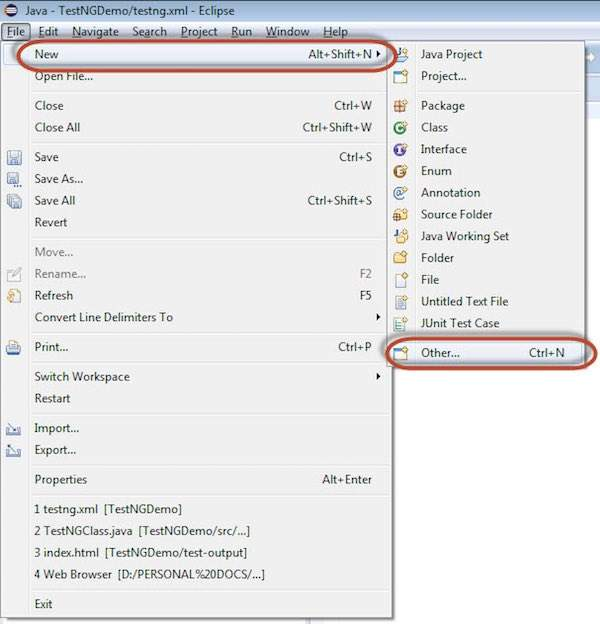 Java - TestNGDemo/testng.xml - Eclipse
File Edit Navigate Search Project Run Window Help
New Alt+Shift+N
Open File...
Close Ctrl+W
Close All Ctrl+Shift+W
Save Ctrl+S
Save As...
Save All Ctrl+Shift+S
Revert
Move...
Rename... F2
Refresh F5
Convert Line Delimiters To
Print... Ctrl+P
Switch Workspace
Restart
Import...
Export...
Properties Alt+Enter
1 testng.xml [TestNGDemo]
2 TestNGClass.java [TestNGDemo/src/...]
3 index.html [TestNGDemo/test-output]
4 Web Browser [D:/PERSONAL%20DOCS/...]
Exit
Java Project
Project...
Package
Class
Interface
Enum
Annotation
Source Folder
Java Working Set
Folder
File
Untitled Text File
JUnit Test Case
Other... Ctrl+N